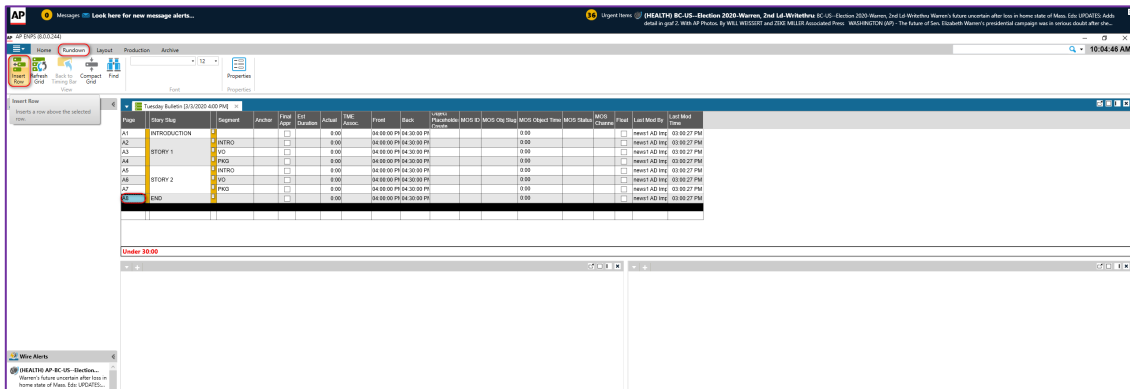 AP 0 Messages Look here for new message alerts... 36 Urgent Items (HEALTH) BC-US--Election 2020-Warren, 2nd Ld-Writethru BC-US--Election 2020-Warren, 2nd Ld-Writethru Warren's future uncertain after loss in home state of Mass. Eds: UPDATES: Adds
detail in graf 2. With AP Photos. By WILL WEISSERT and ZEKE MILLER Associated Press WASHINGTON (AP) - The future of Sen. Elizabeth Warren's presidential campaign was in serious doubt after she...
AP AP ENPS (8.0.0.244)
Home Rundown Layout Production Archive 10:04:46 AM
12
Insert Row Refresh Grid Back to Timing Bar Compact Grid Find Properties
View Font Properties
Insert Row
Inserts a row above the selected
row.
Tuesday Bulletin [3/3/2020 4:00 PM]
Page Story Slug Segment Anchor Final Appr Est Duration Actual TME Assoc. Front Back Placeholde MOS ID MOS Obj Slug MOS Object Time MOS Status MOS Channe Float Last Mod By Last Mod Time
A1 INTRODUCTION 0:00 04:00:00 PM 04:30:00 PM 0:00 news1 AD Imp 03:00:27 PM
A2 INTRO 0:00 04:00:00 PM 04:30:00 PM 0:00 news1 AD Imp 03:00:27 PM
A3 STORY 1 VO 0:00 04:00:00 PM 04:30:00 PM 0:00 news1 AD Imp 03:00:27 PM
A4 PKG 0:00 04:00:00 PM 04:30:00 PM 0:00 news1 AD Imp 03:00:27 PM
A5 INTRO 0:00 04:00:00 PM 04:30:00 PM 0:00 news1 AD Imp 03:00:27 PM
A6 STORY 2 VO 0:00 04:00:00 PM 04:30:00 PM 0:00 news1 AD Imp 03:00:27 PM
A7 PKG 0:00 04:00:00 PM 04:30:00 PM 0:00 news1 AD Imp 03:00:27 PM
A8 END 0:00 04:00:00 PM 04:30:00 PM 0:00 news1 AD Imp 03:00:27 PM
Under 30:00
Wire Alerts
(HEALTH) AP-BC-US--Election...
Warren's future uncertain after loss in
home state of Mass. Eds: UPDATES:...